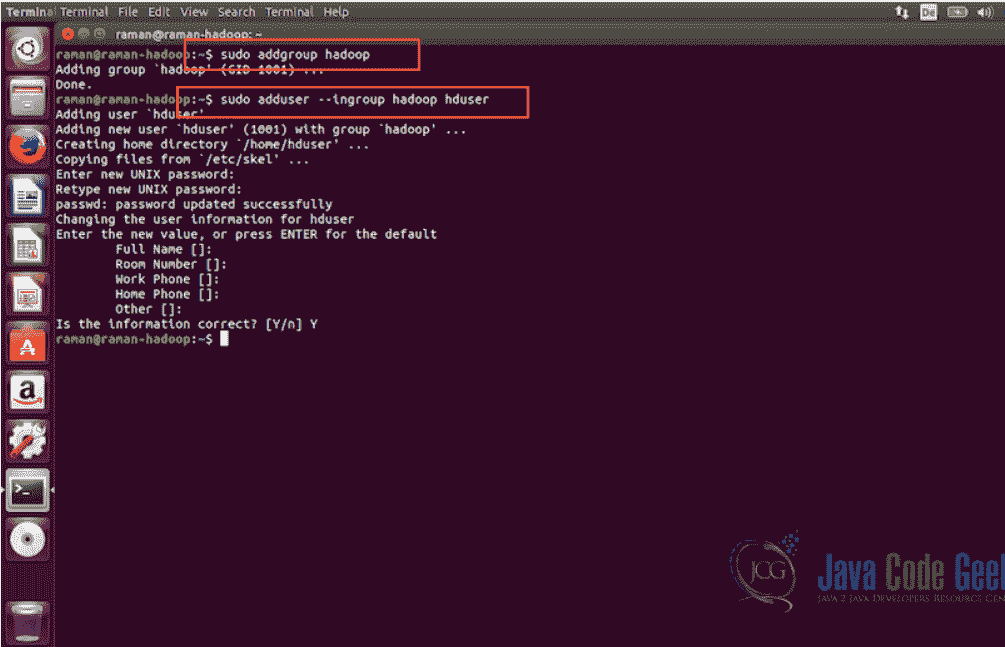 Terminal Terminal File Edit View Search Terminal Help De
raman@raman-hadoop: ~
raman@raman-hadoop:~$ sudo addgroup hadoop
Adding group `hadoop' (GID 1001) ...
Done.
raman@raman-hadoop:~$ sudo adduser --ingroup hadoop hduser
Adding user `hduser'
Adding new user `hduser' (1001) with group `hadoop' ...
Creating home directory `/home/hduser' ...
Copying files from `/etc/skel' ...
Enter new UNIX password:
Retype new UNIX password:
passwd: password updated successfully
Changing the user information for hduser
Enter the new value, or press ENTER for the default
Full Name []:
Room Number []:
Work Phone []:
Home Phone []:
Other []:
Is the information correct? [Y/n] Y
raman@raman-hadoop:~$
JCG
Java Code Geek
JAVA 2 JAVA DEVELOPERS RESOURCE CEN